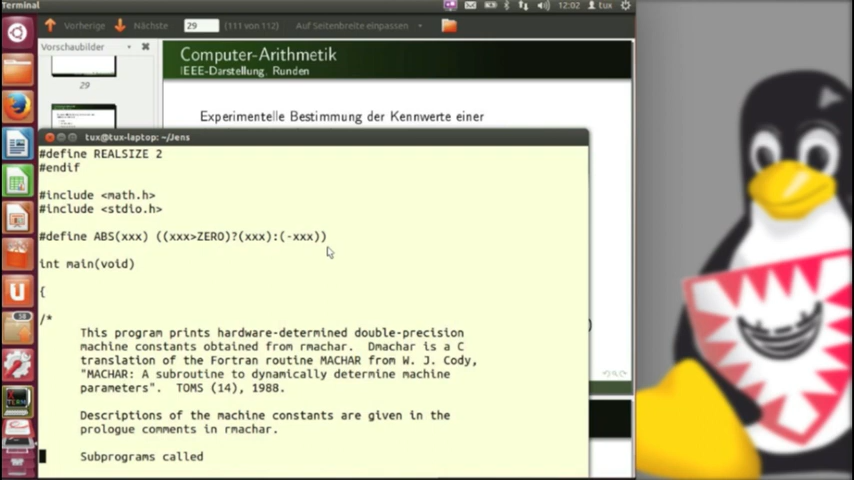 Terminal
12:02 tux
Vorherige Nächste 29 (111 von 112) Auf Seitenbreite einpassen
Vorschaubilder
29
Computer-Arithmetik
IEEE-Darstellung, Runden
Experimentelle Bestimmung der Kennwerte einer
tux@tux-laptop: ~/Jens
#define REALSIZE 2
#endif
#include <math.h>
#include <stdio.h>
#define ABS(xxx) ((xxx>ZERO)?(xxx):(-xxx))
int main(void)
{
/*
This program prints hardware-determined double-precision
machine constants obtained from rmachar. Dmachar is a C
translation of the Fortran routine MACHAR from W. J. Cody,
"MACHAR: A subroutine to dynamically determine machine
parameters". TOMS (14), 1988.
Descriptions of the machine constants are given in the
prologue comments in rmachar.
Subprograms called